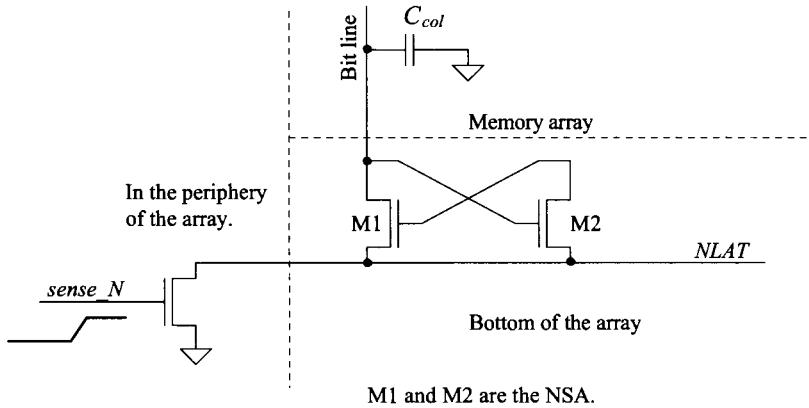 Bit line
C_col
Memory array
In the periphery
of the array.
M1
M2
NLAT
sense_N
Bottom of the array
M1 and M2 are the NSA.